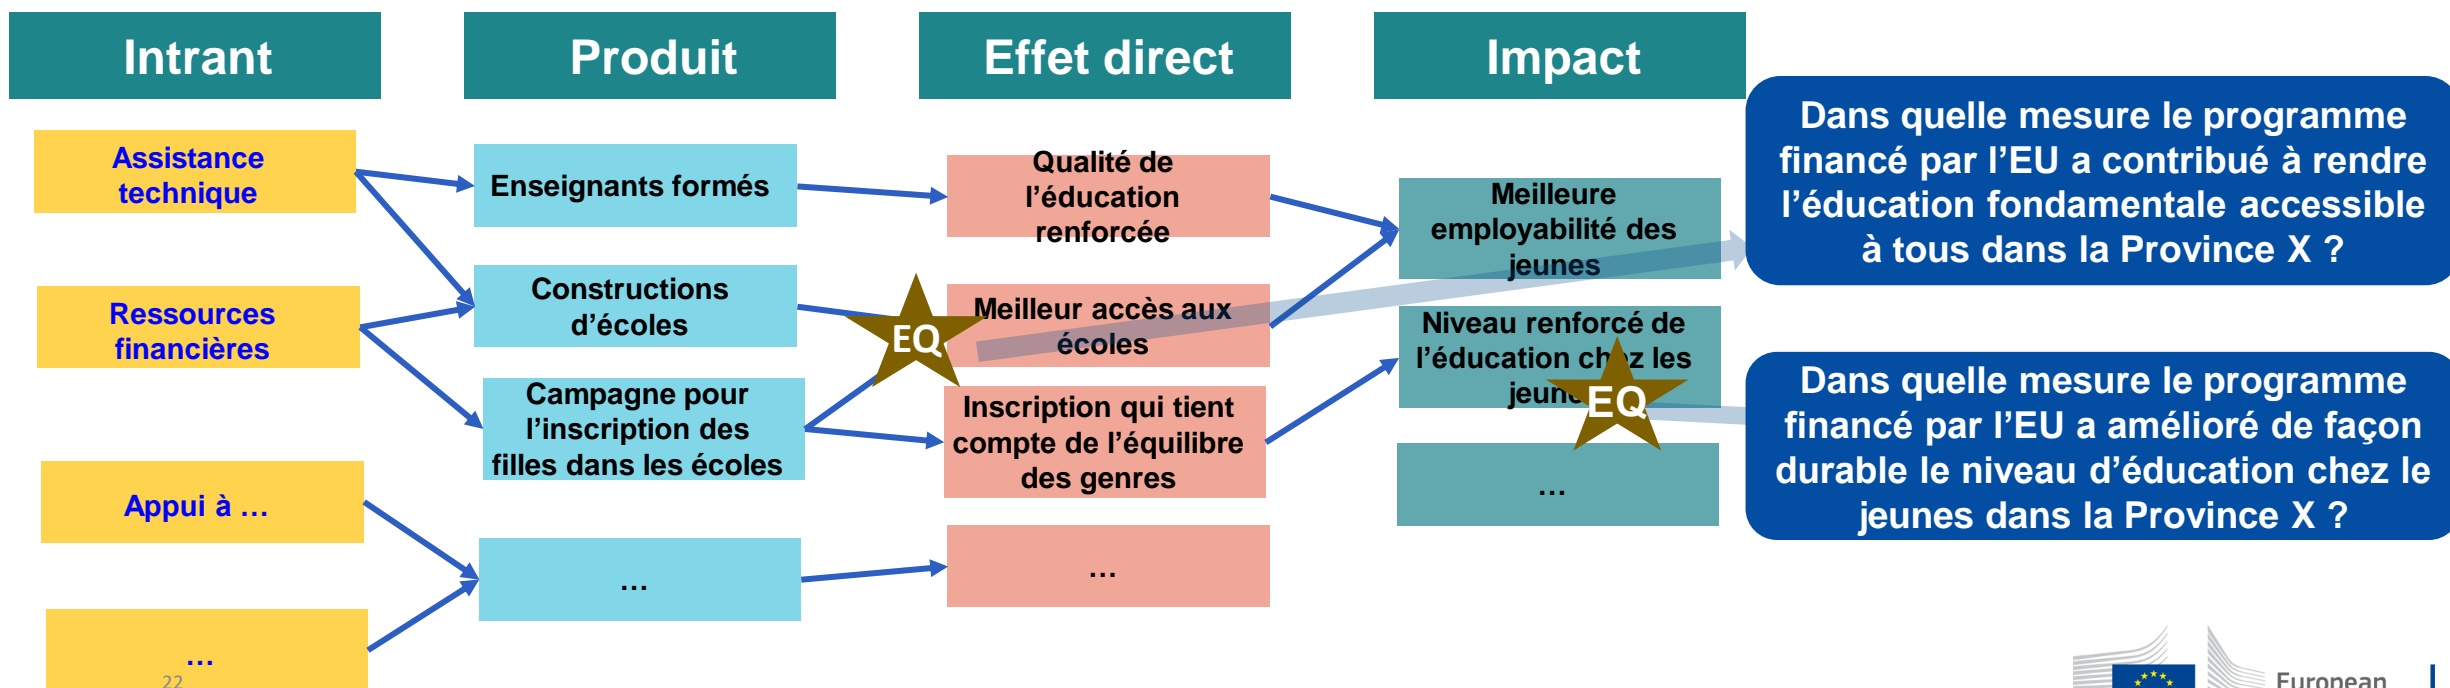 Intrant
Produit
Effet direct
Impact
Assistance
technique
Ressources
financières
Appui à …
…
Enseignants formés
Constructions
d’écoles
Campagne pour
l’inscription des
filles dans les écoles
…
Qualité de
l’éducation
renforcée
EQ
Meilleur accès aux
écoles
Inscription qui tient
compte de l’équilibre
des genres
…
Meilleure
employabilité des
jeunes
Niveau renforcé de
l’éducation chez les
jeunes
EQ
…
Dans quelle mesure le programme
financé par l’EU a contribué à rendre
l’éducation fondamentale accessible
à tous dans la Province X ?
Dans quelle mesure le programme
financé par l’EU a amélioré de façon
durable le niveau d’éducation chez le
jeunes dans la Province X ?
22
European